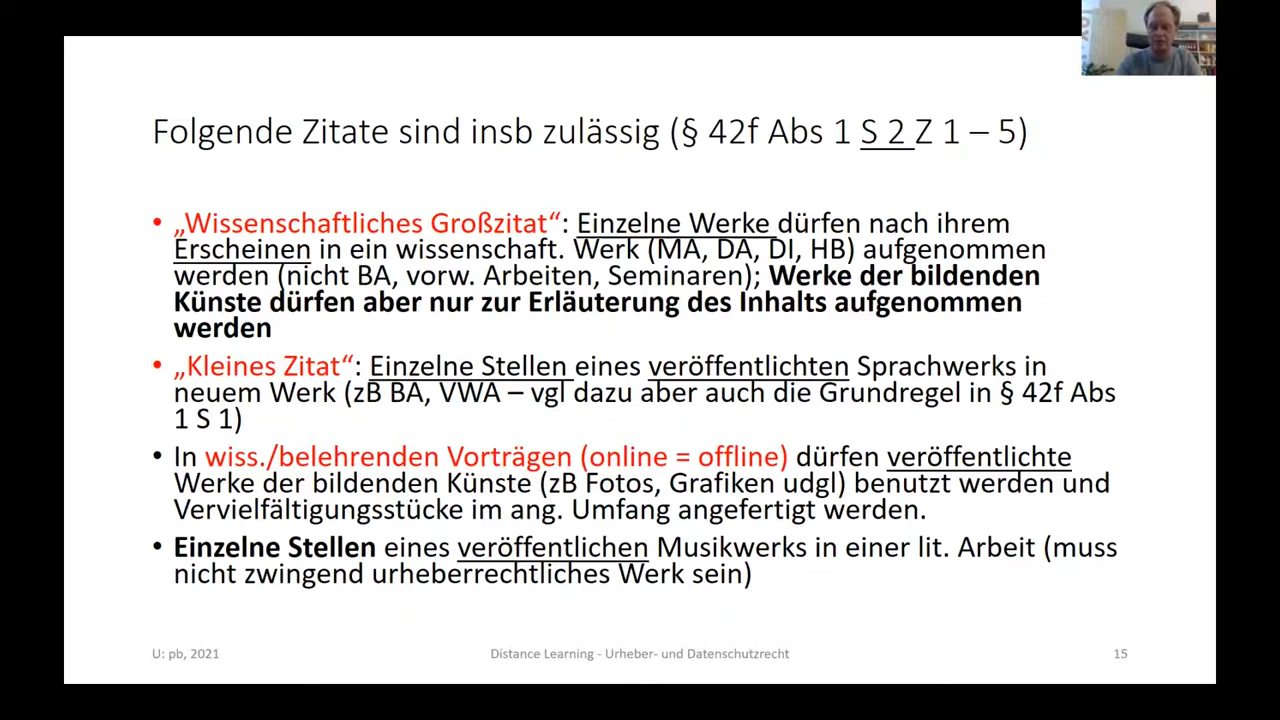 Folgende Zitate sind insb zulässig (§ 42f Abs 1 S 2 Z 1 – 5)
• „Wissenschaftliches Großzitat“: Einzelne Werke dürfen nach ihrem
Erscheinen in ein wissenschaft. Werk (MA, DA, DI, HB) aufgenommen
werden (nicht BA, vorw. Arbeiten, Seminaren); Werke der bildenden
Künste dürfen aber nur zur Erläuterung des Inhalts aufgenommen
werden
• „Kleines Zitat“: Einzelne Stellen eines veröffentlichten Sprachwerks in
neuem Werk (zB BA, VWA – vgl dazu aber auch die Grundregel in § 42f Abs
1 S 1)
• In wiss./belehrenden Vorträgen (online = offline) dürfen veröffentlichte
Werke der bildenden Künste (zB Fotos, Grafiken udgl) benutzt werden und
Vervielfältigungsstücke im ang. Umfang angefertigt werden.
• Einzelne Stellen eines veröffentlichen Musikwerks in einer lit. Arbeit (muss
nicht zwingend urheberrechtliches Werk sein)
U: pb, 2021
Distance Learning - Urheber- und Datenschutzrecht
15